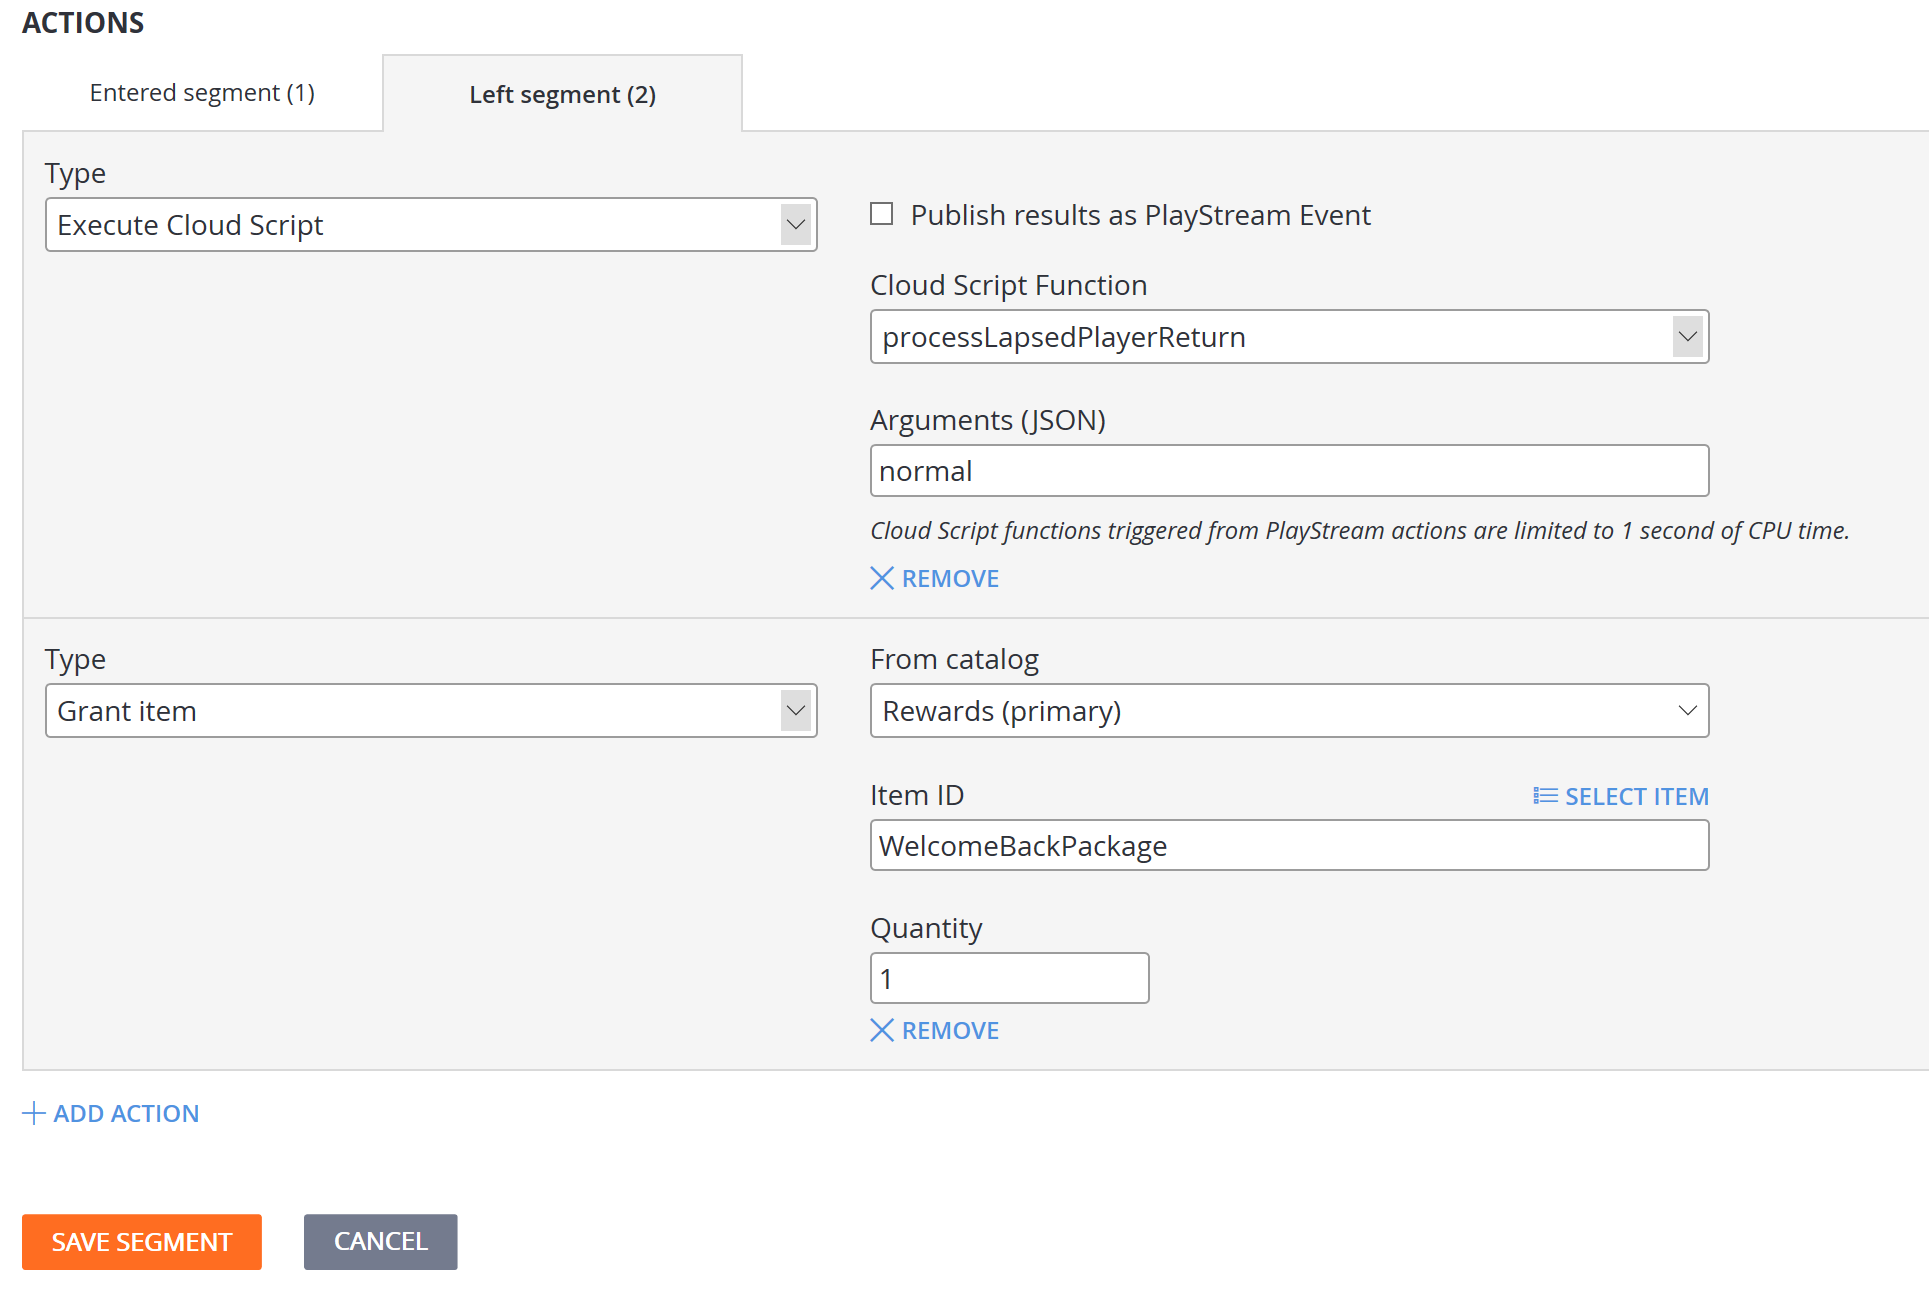 ACTIONS
Entered segment (1)
Left segment (2)
Type
Execute Cloud Script
Publish results as PlayStream Event
Cloud Script Function
processLapsedPlayerReturn
Arguments (JSON)
normal
Cloud Script functions triggered from PlayStream actions are limited to 1 second of CPU time.
REMOVE
Type
Grant item
From catalog
Rewards (primary)
Item ID
SELECT ITEM
WelcomeBackPackage
Quantity
1
REMOVE
ADD ACTION
SAVE SEGMENT
CANCEL